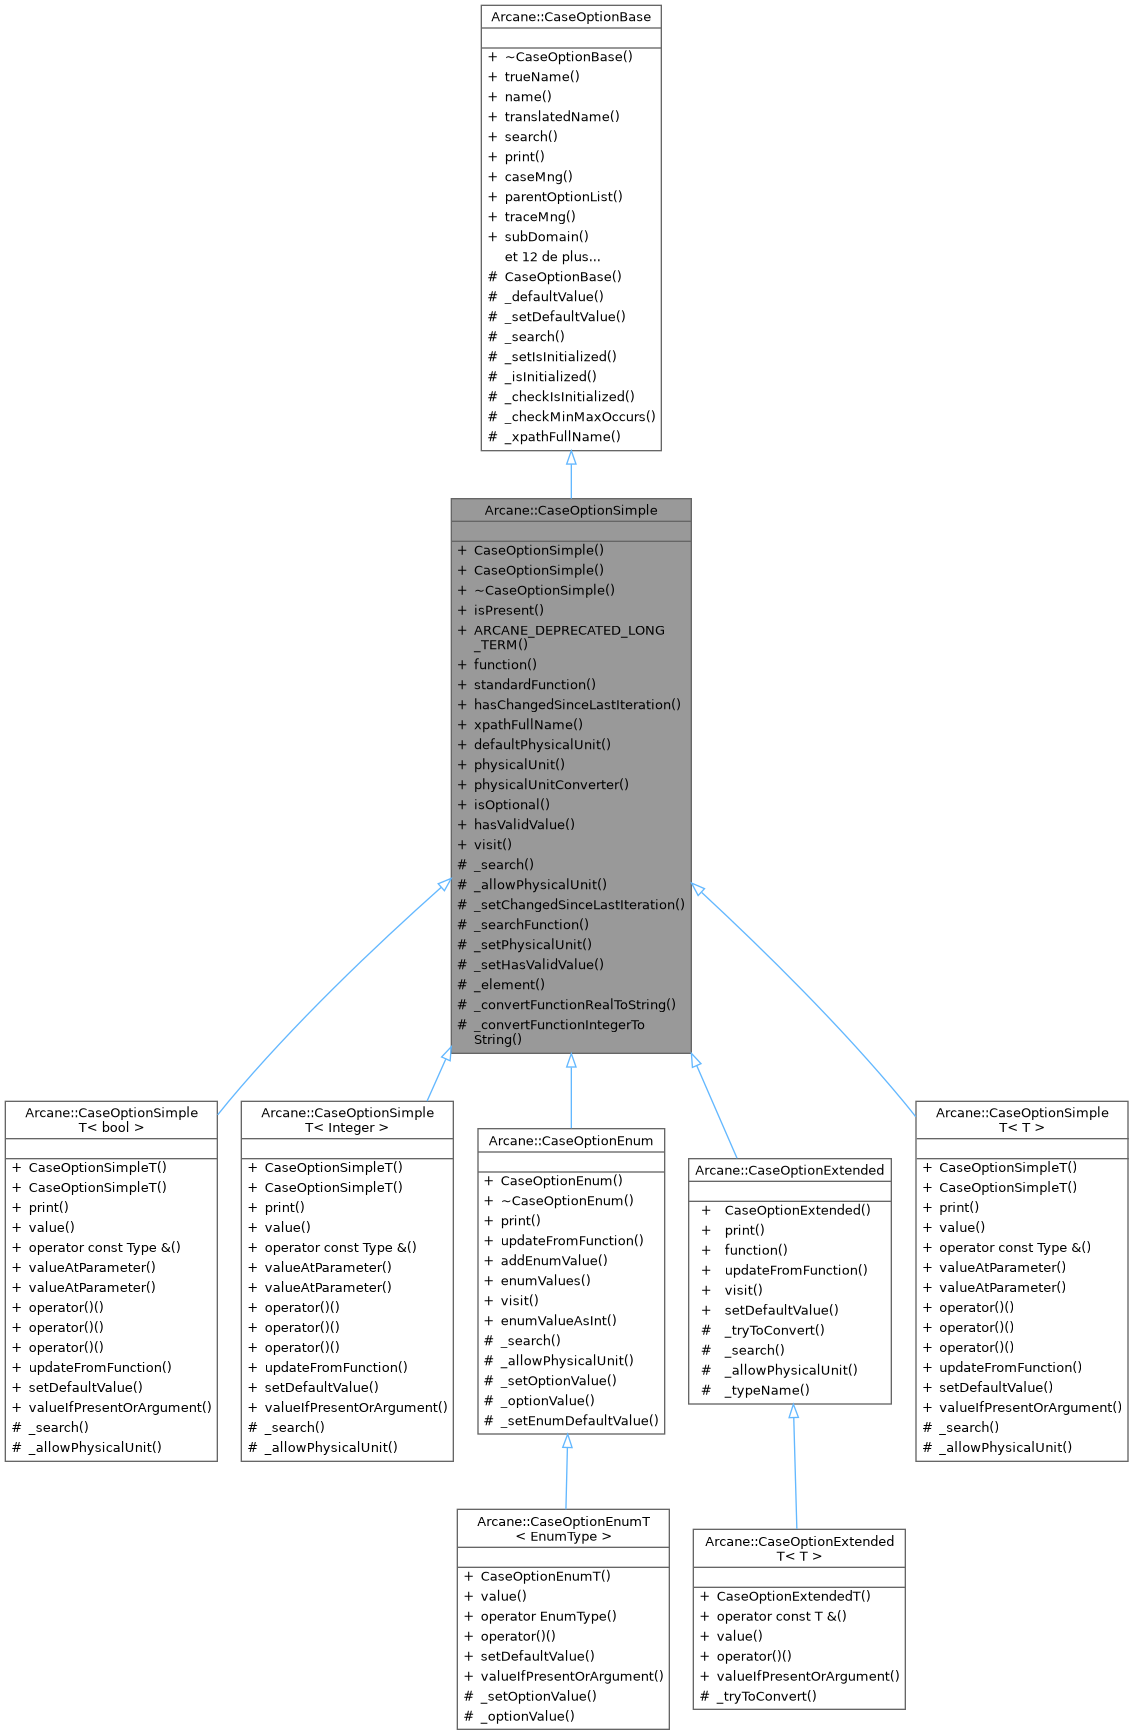 Arcane::CaseOptionBase
+ ~CaseOptionBase()
+ trueName()
+ name()
+ translatedName()
+ search()
+ print()
+ caseMng()
+ parentOptionList()
+ traceMng()
+ subDomain()
et 12 de plus...
# CaseOptionBase()
# _defaultValue()
# _setDefaultValue()
# _search()
# _setIsInitialized()
# _isInitialized()
# _checkIsInitialized()
# _checkMinMaxOccurs()
# _xpathFullName()
Arcane::CaseOptionSimple
+ CaseOptionSimple()
+ CaseOptionSimple()
+ ~CaseOptionSimple()
+ isPresent()
+ ARCANE_DEPRECATED_LONG
_TERM()
+ function()
+ standardFunction()
+ hasChangedSinceLastIteration()
+ xpathFullName()
+ defaultPhysicalUnit()
+ physicalUnit()
+ physicalUnitConverter()
+ isOptional()
+ hasValidValue()
+ visit()
# _search()
# _allowPhysicalUnit()
# _setChangedSinceLastIteration()
# _searchFunction()
# _setPhysicalUnit()
# _setHasValidValue()
# _element()
# _convertFunctionRealToString()
# _convertFunctionIntegerTo
String()
Arcane::CaseOptionSimple
T< bool >
+ CaseOptionSimpleT()
+ CaseOptionSimpleT()
+ print()
+ value()
+ operator const Type &()
+ valueAtParameter()
+ valueAtParameter()
+ operator()()
+ operator()()
+ operator()()
+ updateFromFunction()
+ setDefaultValue()
+ valueIfPresentOrArgument()
# _search()
# _allowPhysicalUnit()
Arcane::CaseOptionSimple
T< Integer >
+ CaseOptionSimpleT()
+ CaseOptionSimpleT()
+ print()
+ value()
+ operator const Type &()
+ valueAtParameter()
+ valueAtParameter()
+ operator()()
+ operator()()
+ operator()()
+ updateFromFunction()
+ setDefaultValue()
+ valueIfPresentOrArgument()
# _search()
# _allowPhysicalUnit()
Arcane::CaseOptionEnum
+ CaseOptionEnum()
+ ~CaseOptionEnum()
+ print()
+ updateFromFunction()
+ addEnumValue()
+ enumValues()
+ visit()
+ enumValueAsInt()
# _search()
# _allowPhysicalUnit()
# _setOptionValue()
# _optionValue()
# _setEnumDefaultValue()
Arcane::CaseOptionExtended
+ CaseOptionExtended()
+ print()
+ function()
+ updateFromFunction()
+ visit()
+ setDefaultValue()
# _tryToConvert()
# _search()
# _allowPhysicalUnit()
# _typeName()
Arcane::CaseOptionSimple
T< T >
+ CaseOptionSimpleT()
+ CaseOptionSimpleT()
+ print()
+ value()
+ operator const Type &()
+ valueAtParameter()
+ valueAtParameter()
+ operator()()
+ operator()()
+ operator()()
+ updateFromFunction()
+ setDefaultValue()
+ valueIfPresentOrArgument()
# _search()
# _allowPhysicalUnit()
Arcane::CaseOptionEnumT
< EnumType >
+ CaseOptionEnumT()
+ value()
+ operator EnumType()
+ operator()()
+ setDefaultValue()
+ valueIfPresentOrArgument()
# _setOptionValue()
# _optionValue()
Arcane::CaseOptionExtended
T< T >
+ CaseOptionExtendedT()
+ operator const T &()
+ value()
+ operator()()
+ valueIfPresentOrArgument()
# _tryToConvert()